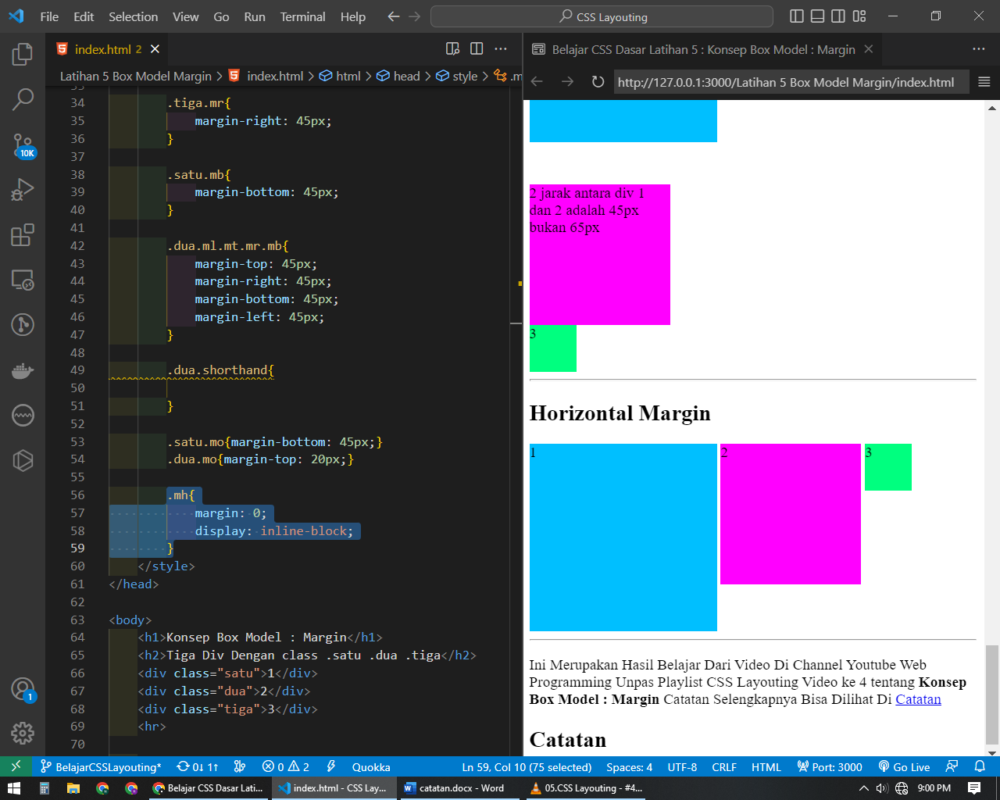 File Edit Selection View Go Run Terminal Help
CSS Layouting
index.html 2
Belajar CSS Dasar Latihan 5 : Konsep Box Model : Margin
Latihan 5 Box Model Margin > index.html > html > head > style > .m
http://127.0.0.1:3000/Latihan 5 Box Model Margin/index.html
34 .tiga.mr{
35 margin-right: 45px;
36 }
37
38 .satu.mb{
39 margin-bottom: 45px;
40 }
41
42 .dua.ml.mt.mr.mb{
43 margin-top: 45px;
44 margin-right: 45px;
45 margin-bottom: 45px;
46 margin-left: 45px;
47 }
48
49 .dua.shorthand{
50
51 }
52
53 .satu.mo{margin-bottom: 45px;}
54 .dua.mo{margin-top: 20px;}
55
56 .mh{
57 margin: 0;
58 display: inline-block;
59 }
60 </style>
61 </head>
62
63 <body>
64 <h1>Konsep Box Model : Margin</h1>
65 <h2>Tiga Div Dengan class .satu .dua .tiga</h2>
66 <div class="satu">1</div>
67 <div class="dua">2</div>
68 <div class="tiga">3</div>
69 <hr>
70
2 jarak antara div 1
dan 2 adalah 45px
bukan 65px
3
Horizontal Margin
1 2 3
Ini Merupakan Hasil Belajar Dari Video Di Channel Youtube Web
Programming Unpas Playlist CSS Layouting Video ke 4 tentang Konsep
Box Model : Margin Catatan Selengkapnya Bisa Dilihat Di Catatan
Catatan
10K
1
BelajarCSSLayouting* 0↓ 1↑ 0 2 Quokka Ln 59, Col 10 (75 selected) Spaces: 4 UTF-8 CRLF HTML Port: 3000 Go Live
Belajar CSS Dasar Lati... index.html - CSS Lay... catatan.docx - Word 05.CSS Layouting - #4... 9:00 PM